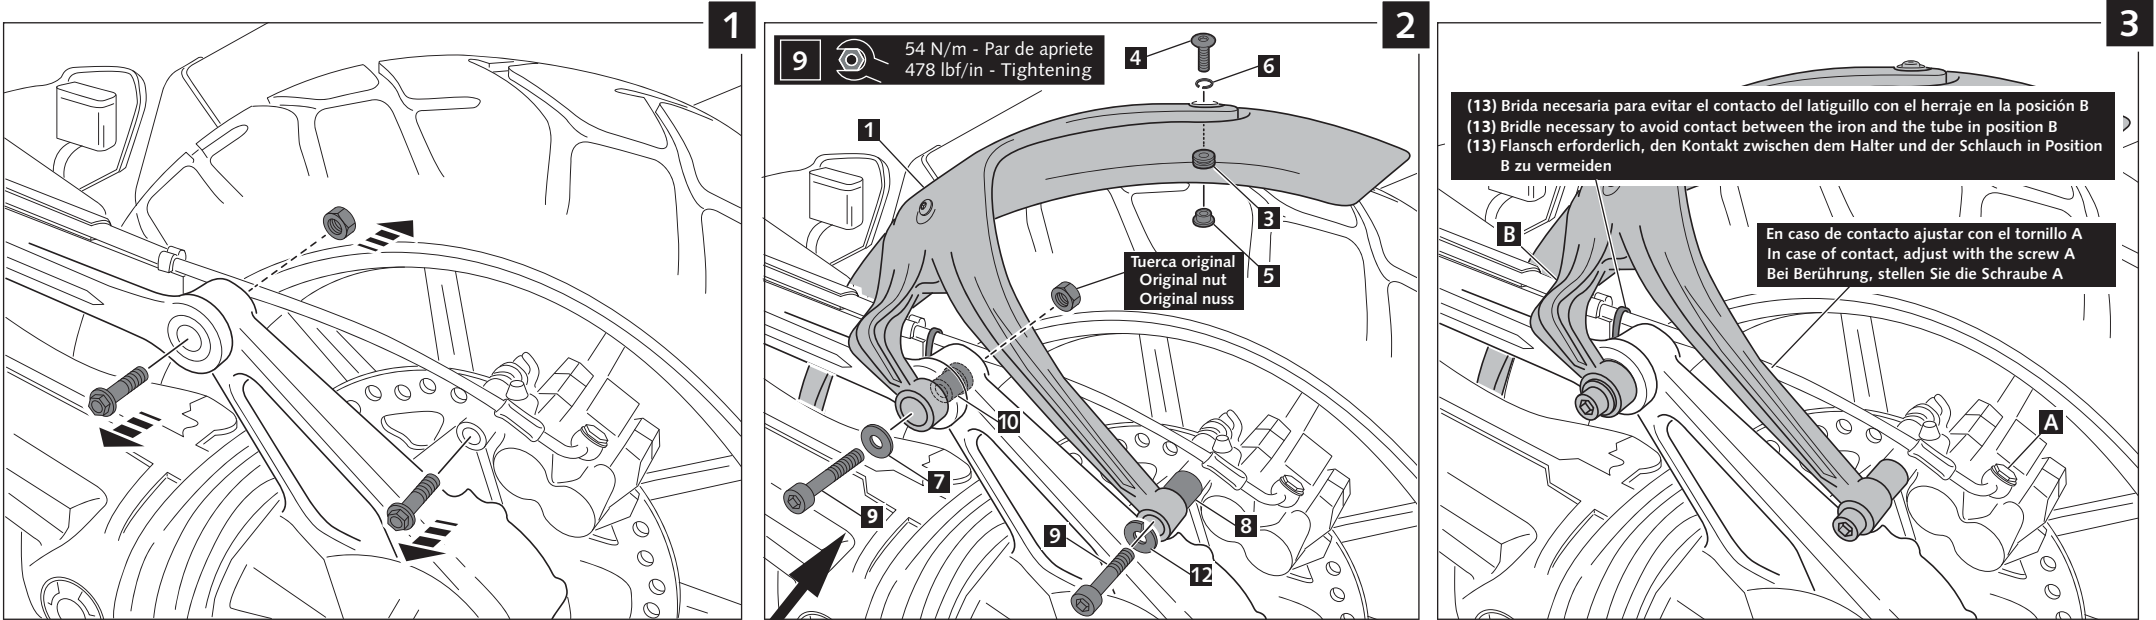 1
2
9
54 N/m - Par de apriete
478 lbf/in - Tightening
4
6
1
3
5
Tuerca original
Original nut
Original nuss
10
7
9
8
9
12
3
(13) Brida necesaria para evitar el contacto del latiguillo con el herraje en la posición B
(13) Bridle necessary to avoid contact between the iron and the tube in position B
(13) Flansch erforderlich, den Kontakt zwischen dem Halter und der Schlauch in Position
B zu vermeiden
B
En caso de contacto ajustar con el tornillo A
In case of contact, adjust with the screw A
Bei Berührung, stellen Sie die Schraube A
A